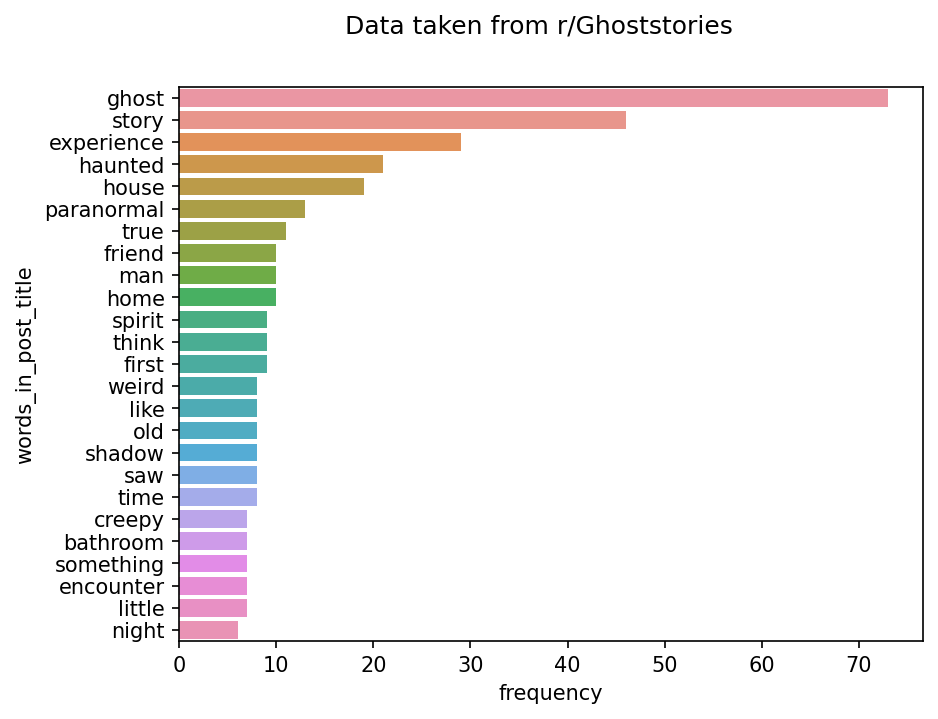 Data taken from r/Ghoststories
words_in_post_title
ghost
story
experience
haunted
house
paranormal
true
friend
man
home
spirit
think
first
weird
like
old
shadow
saw
time
creepy
bathroom
something
encounter
little
night
0 10 20 30 40 50 60 70
frequency